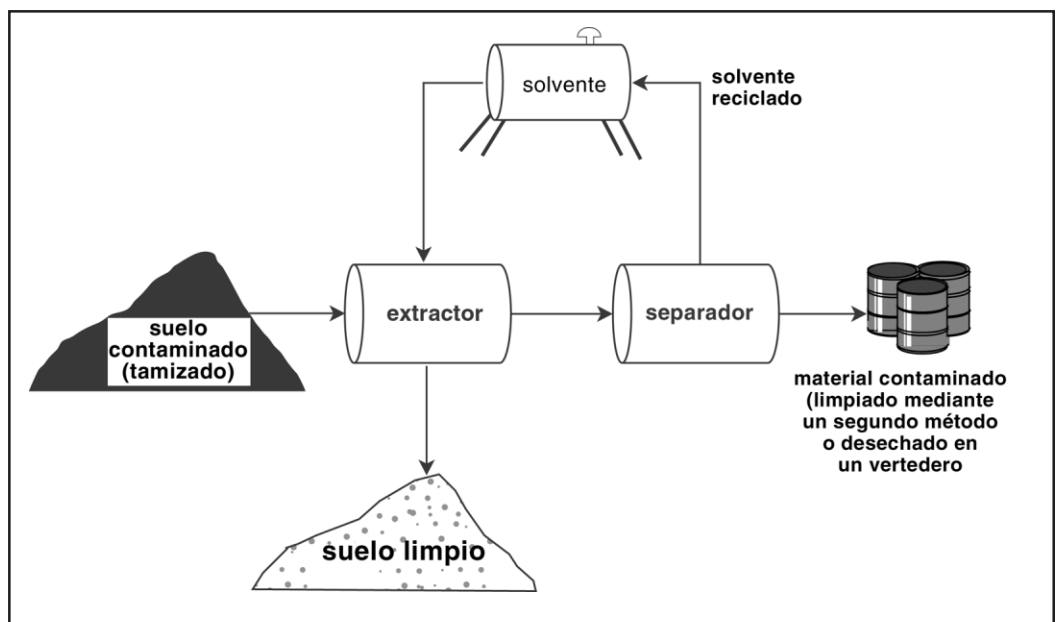 solvente
solvente
reciclado
suelo
contaminado
(tamizado)
extractor
separador
material contaminado
(limpiado mediante
un segundo método
o desechado en
un vertedero
suelo limpio